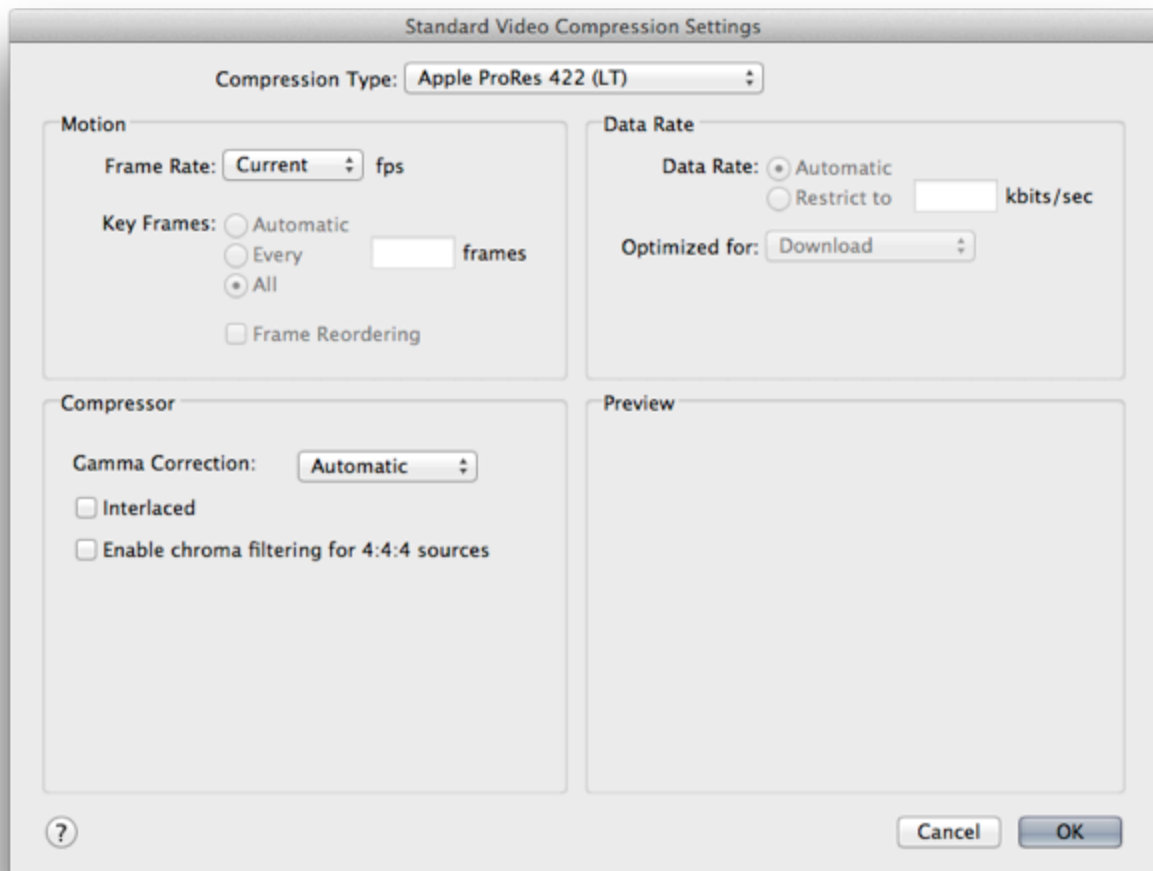 Standard Video Compression Settings
Compression Type: Apple ProRes 422 (LT)
Motion
Frame Rate: Current fps
Key Frames: Automatic
Every frames
All
Frame Reordering
Data Rate
Data Rate: Automatic
Restrict to kbits/sec
Optimized for: Download
Compressor
Gamma Correction: Automatic
Interlaced
Enable chroma filtering for 4:4:4 sources
Preview
?
Cancel
OK